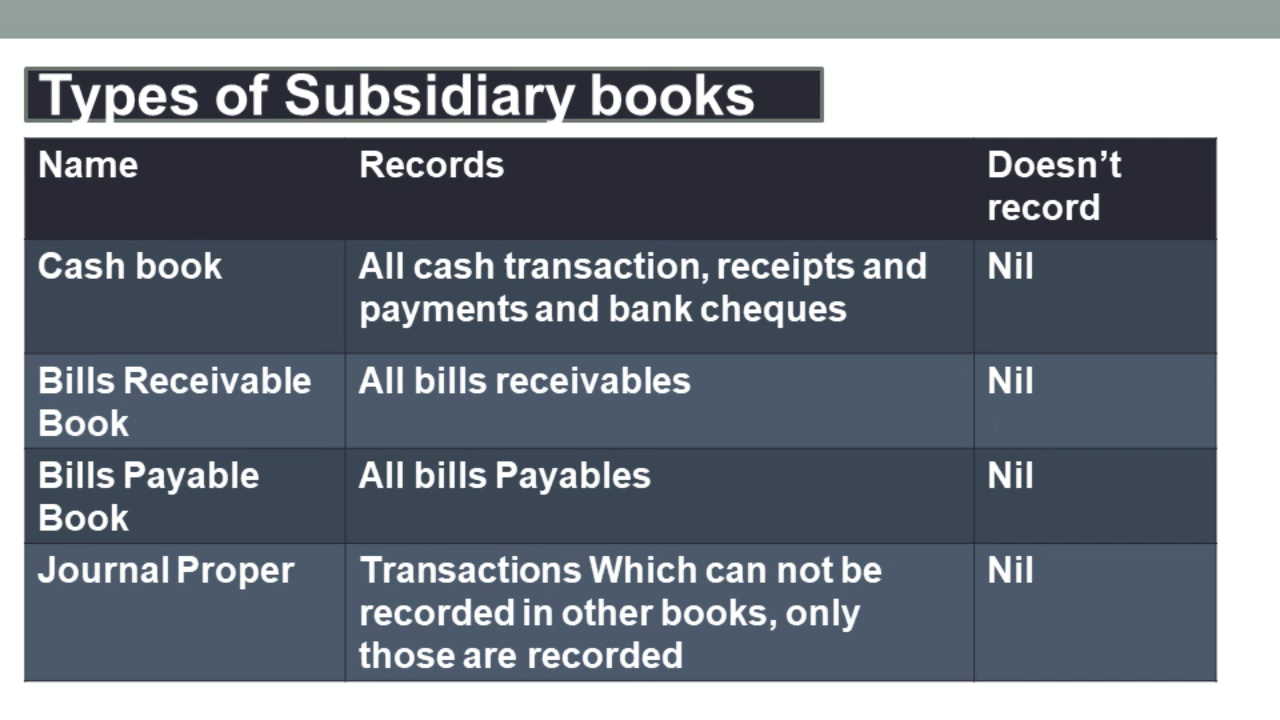 Types of Subsidiary books
Name
Records
Doesn’t
record
Cash book
All cash transaction, receipts and
payments and bank cheques
Nil
Bills Receivable
Book
All bills receivables
Nil
Bills Payable
Book
All bills Payables
Nil
Journal Proper
Transactions Which can not be
recorded in other books, only
those are recorded
Nil